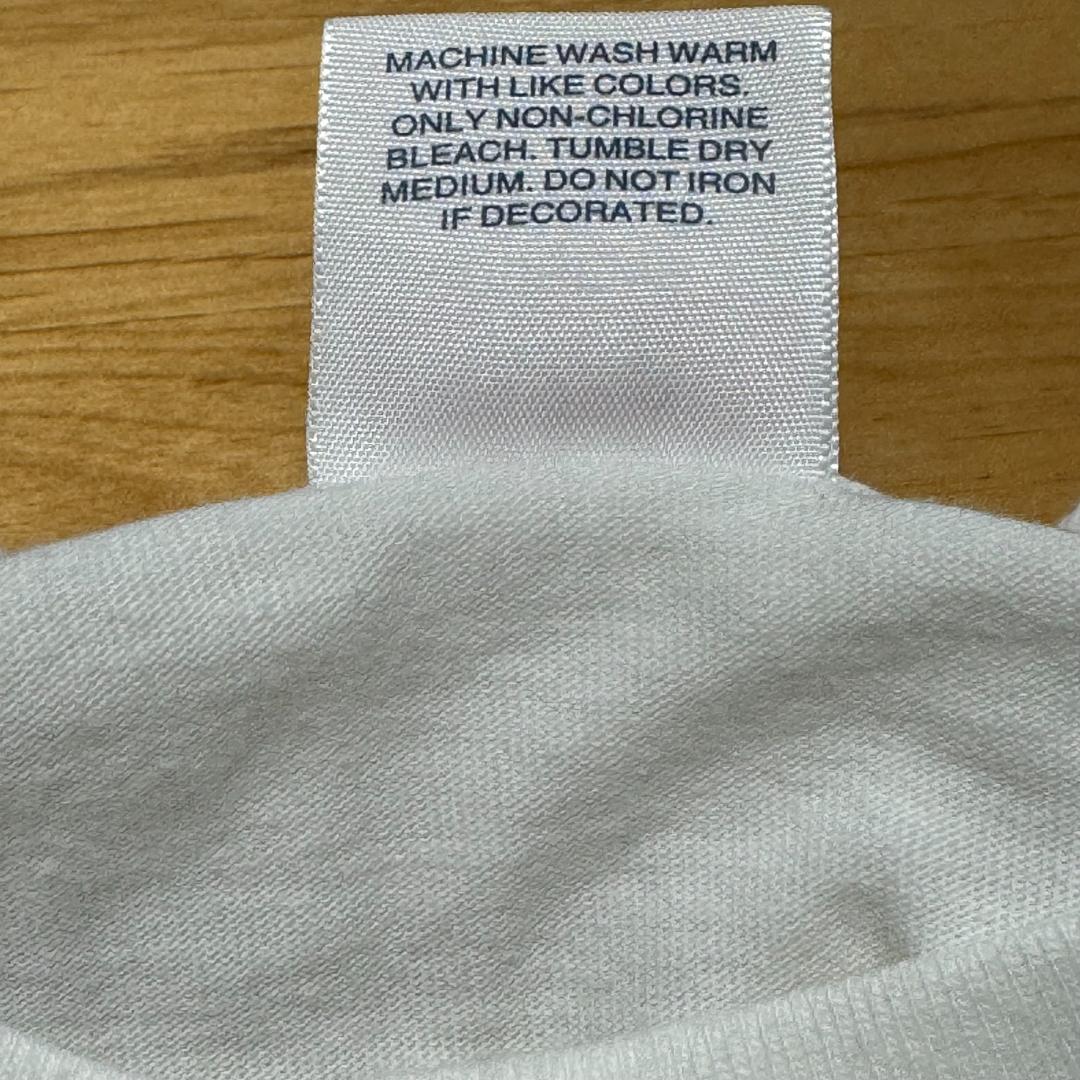 MACHINE WASH WARM
WITH LIKE COLORS.
ONLY NON-CHLORINE
BLEACH. TUMBLE DRY
MEDIUM. DO NOT IRON
IF DECORATED.